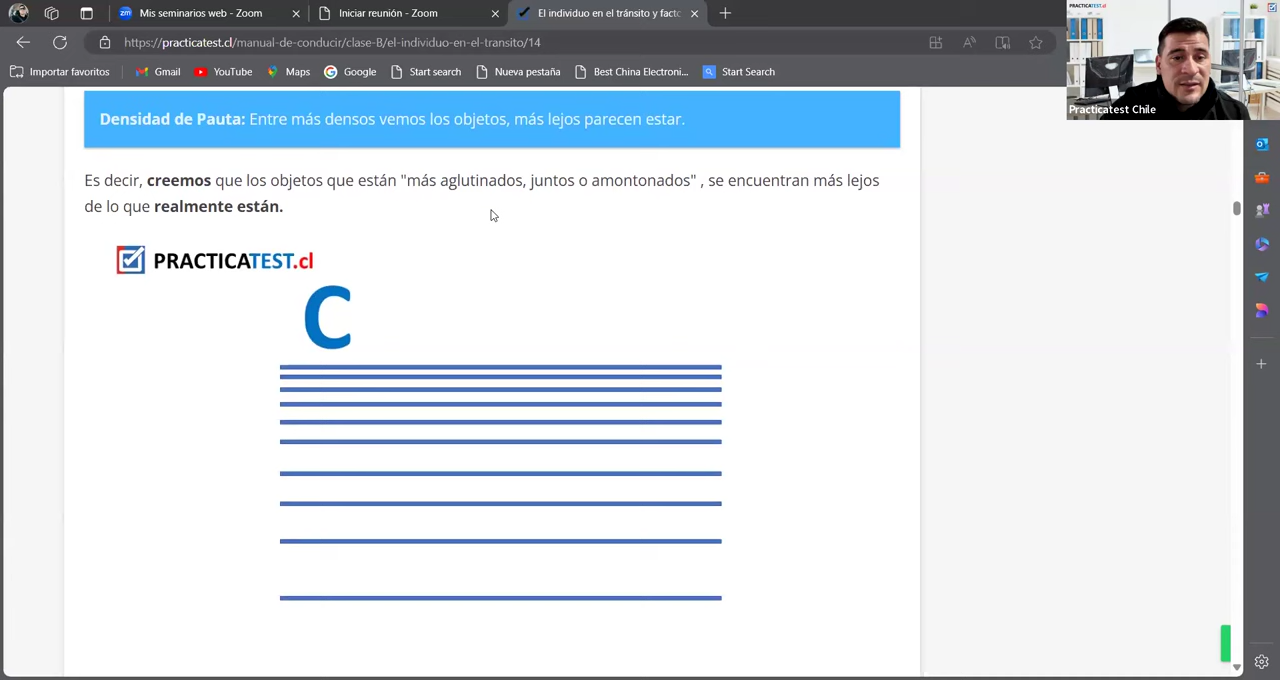 Mis seminarios web - Zoom
Iniciar reunión - Zoom
El individuo en el tránsito y facto
https://practicatest.cl/manual-de-conducir/clase-B/el-individuo-en-el-transito/14
Importar favoritos
Gmail
YouTube
Maps
Google
Start search
Nueva pestaña
Best China Electroni...
Start Search
PRACTICATEST.cl
Practicatest Chile
Densidad de Pauta: Entre más densos vemos los objetos, más lejos parecen estar.
Es decir, creemos que los objetos que están "más aglutinados, juntos o amontonados" , se encuentran más lejos
de lo que realmente están.
PRACTICATEST.cl
C